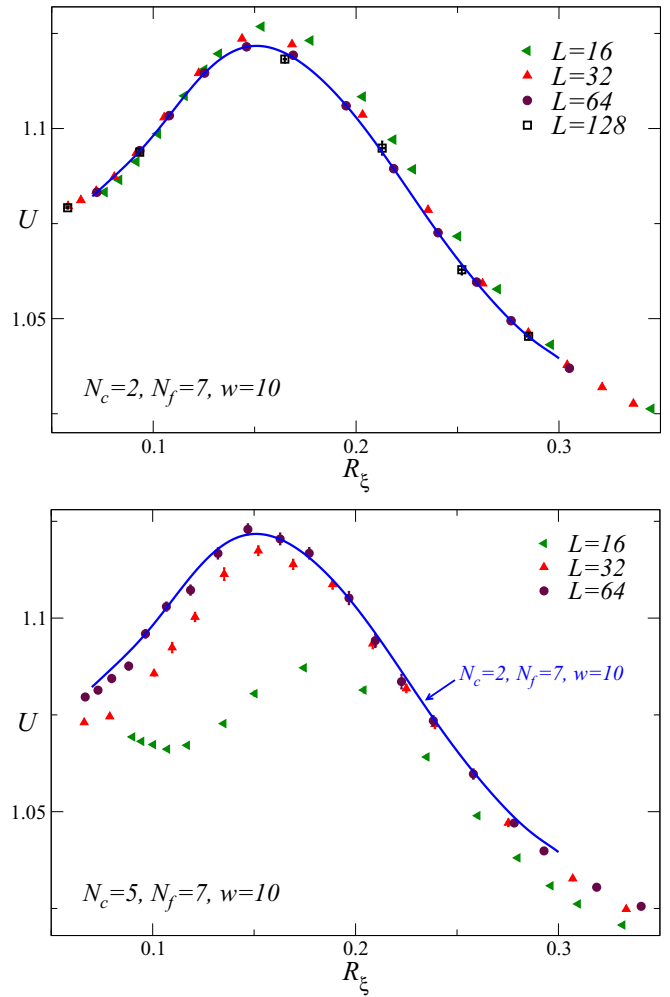 L=16
L=32
L=64
L=128
1.1
U
1.05
N_c=2, N_f=7, w=10
0.1 0.2 0.3
R_ξ
L=16
L=32
L=64
1.1
N_c=2, N_f=7, w=10
U
1.05
N_c=5, N_f=7, w=10
0.1 0.2 0.3
R_ξ